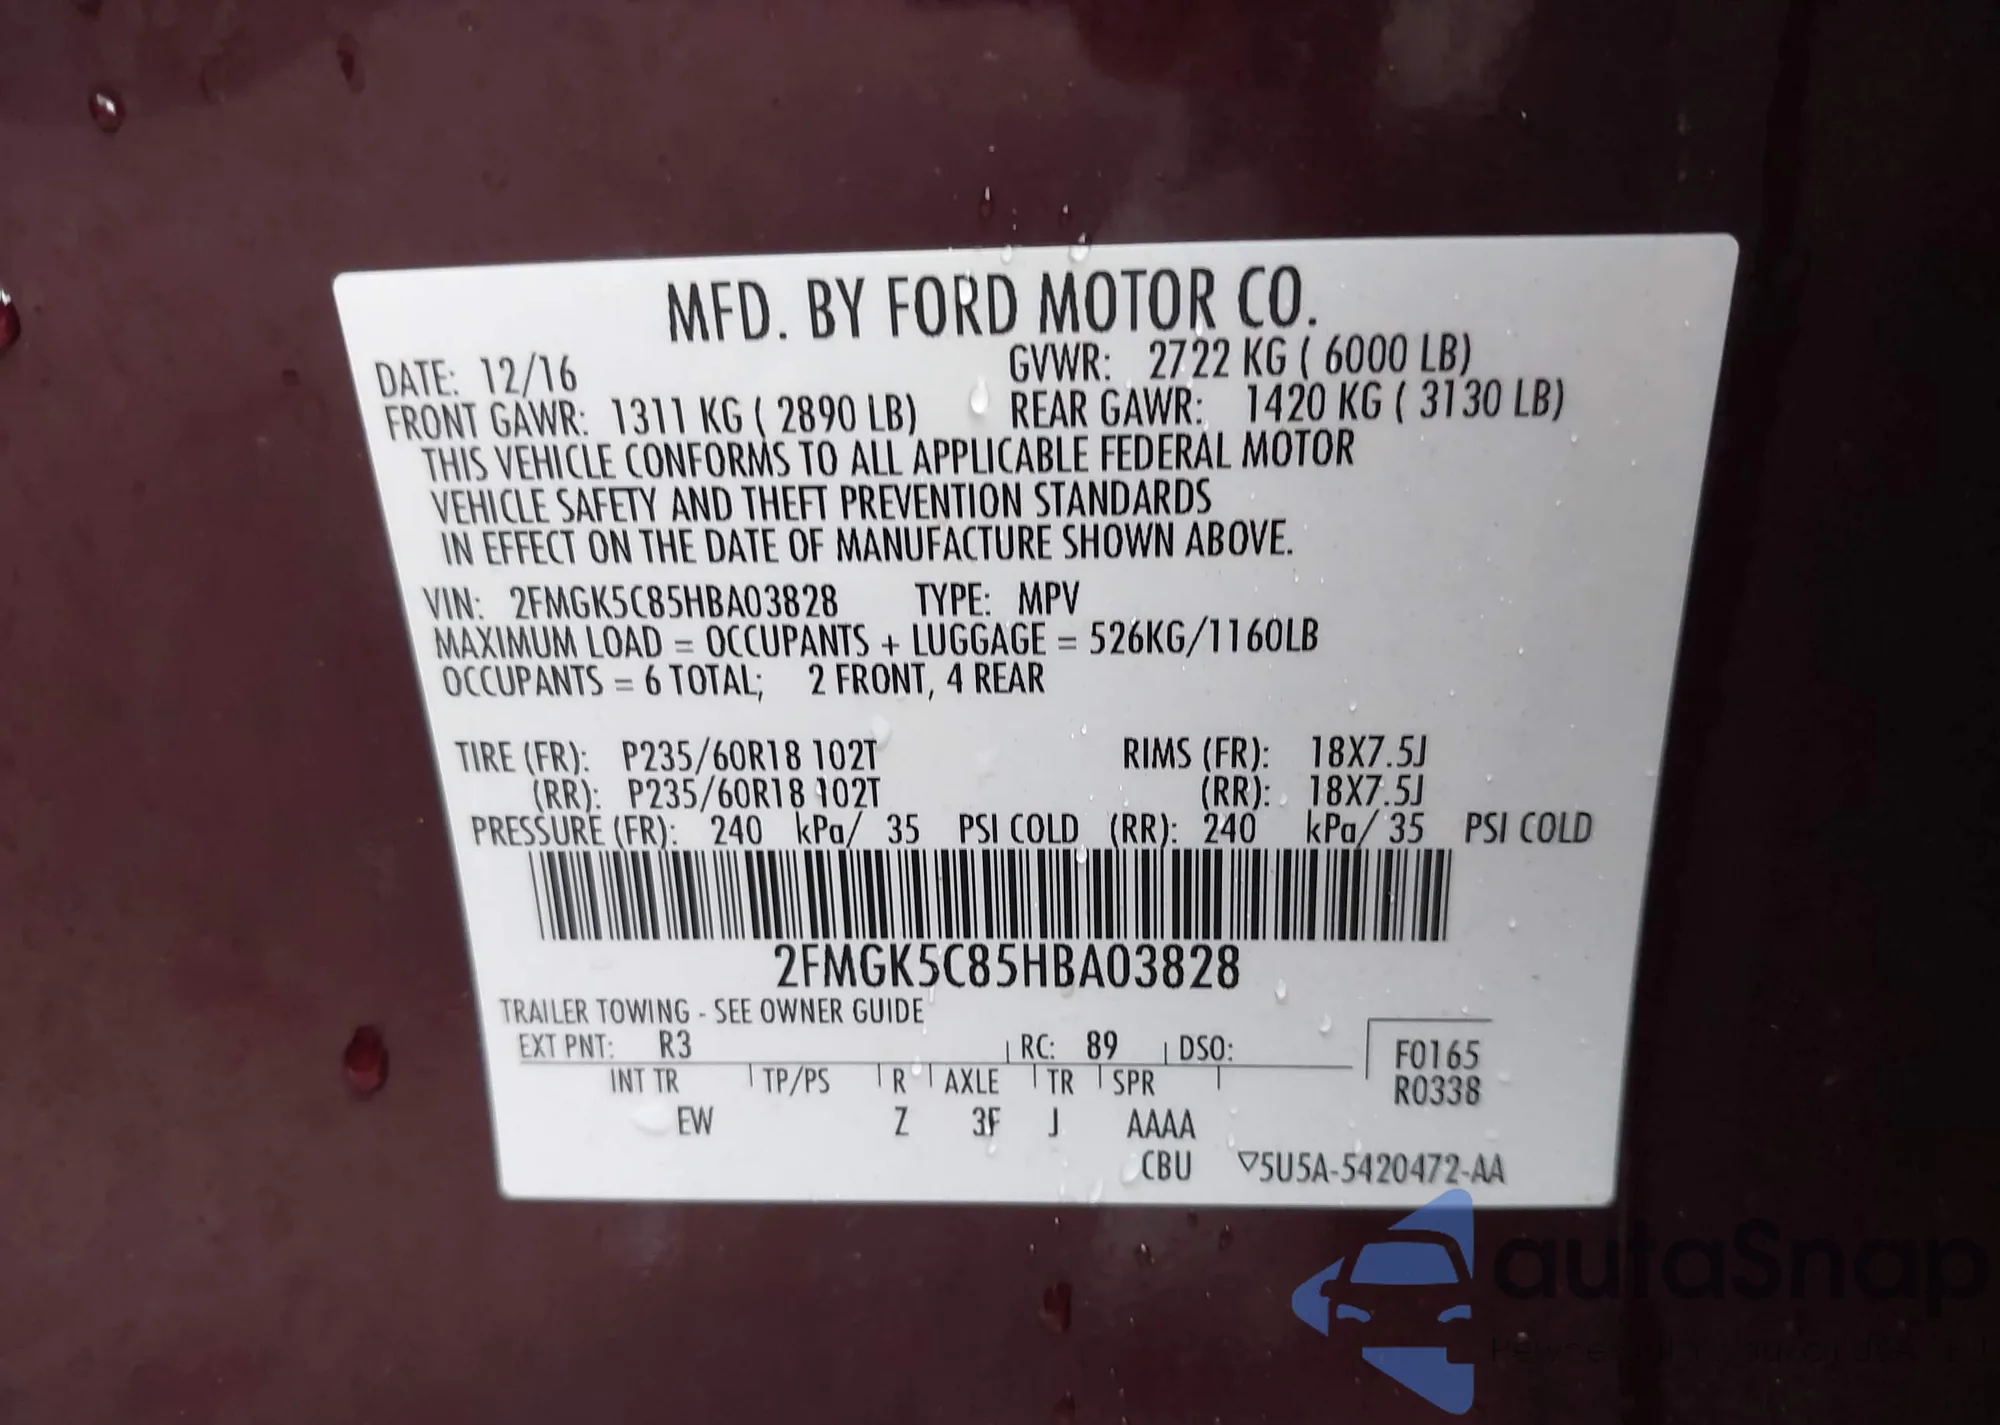 MFD. BY FORD MOTOR CO.
DATE: 12/16 GVWR: 2722 KG ( 6000 LB)
FRONT GAWR: 1311 KG ( 2890 LB) REAR GAWR: 1420 KG ( 3130 LB)
THIS VEHICLE CONFORMS TO ALL APPLICABLE FEDERAL MOTOR
VEHICLE SAFETY AND THEFT PREVENTION STANDARDS
IN EFFECT ON THE DATE OF MANUFACTURE SHOWN ABOVE.
VIN: 2FMGK5C85HBA03828 TYPE: MPV
MAXIMUM LOAD = OCCUPANTS + LUGGAGE = 526KG/1160LB
OCCUPANTS = 6 TOTAL; 2 FRONT, 4 REAR
TIRE (FR): P235/60R18 102T RIMS (FR): 18X7.5J
(RR): P235/60R18 102T (RR): 18X7.5J
PRESSURE (FR): 240 kPa/ 35 PSI COLD (RR): 240 kPa/ 35 PSI COLD
2FMGK5C85HBA03828
TRAILER TOWING - SEE OWNER GUIDE
EXT PNT: R3 RC: 89 DSO: F0165
INT TR TP/PS R AXLE TR SPR R0338
EW Z 3F J AAAA
CBU ▽5U5A-5420472-AA
autaSnap